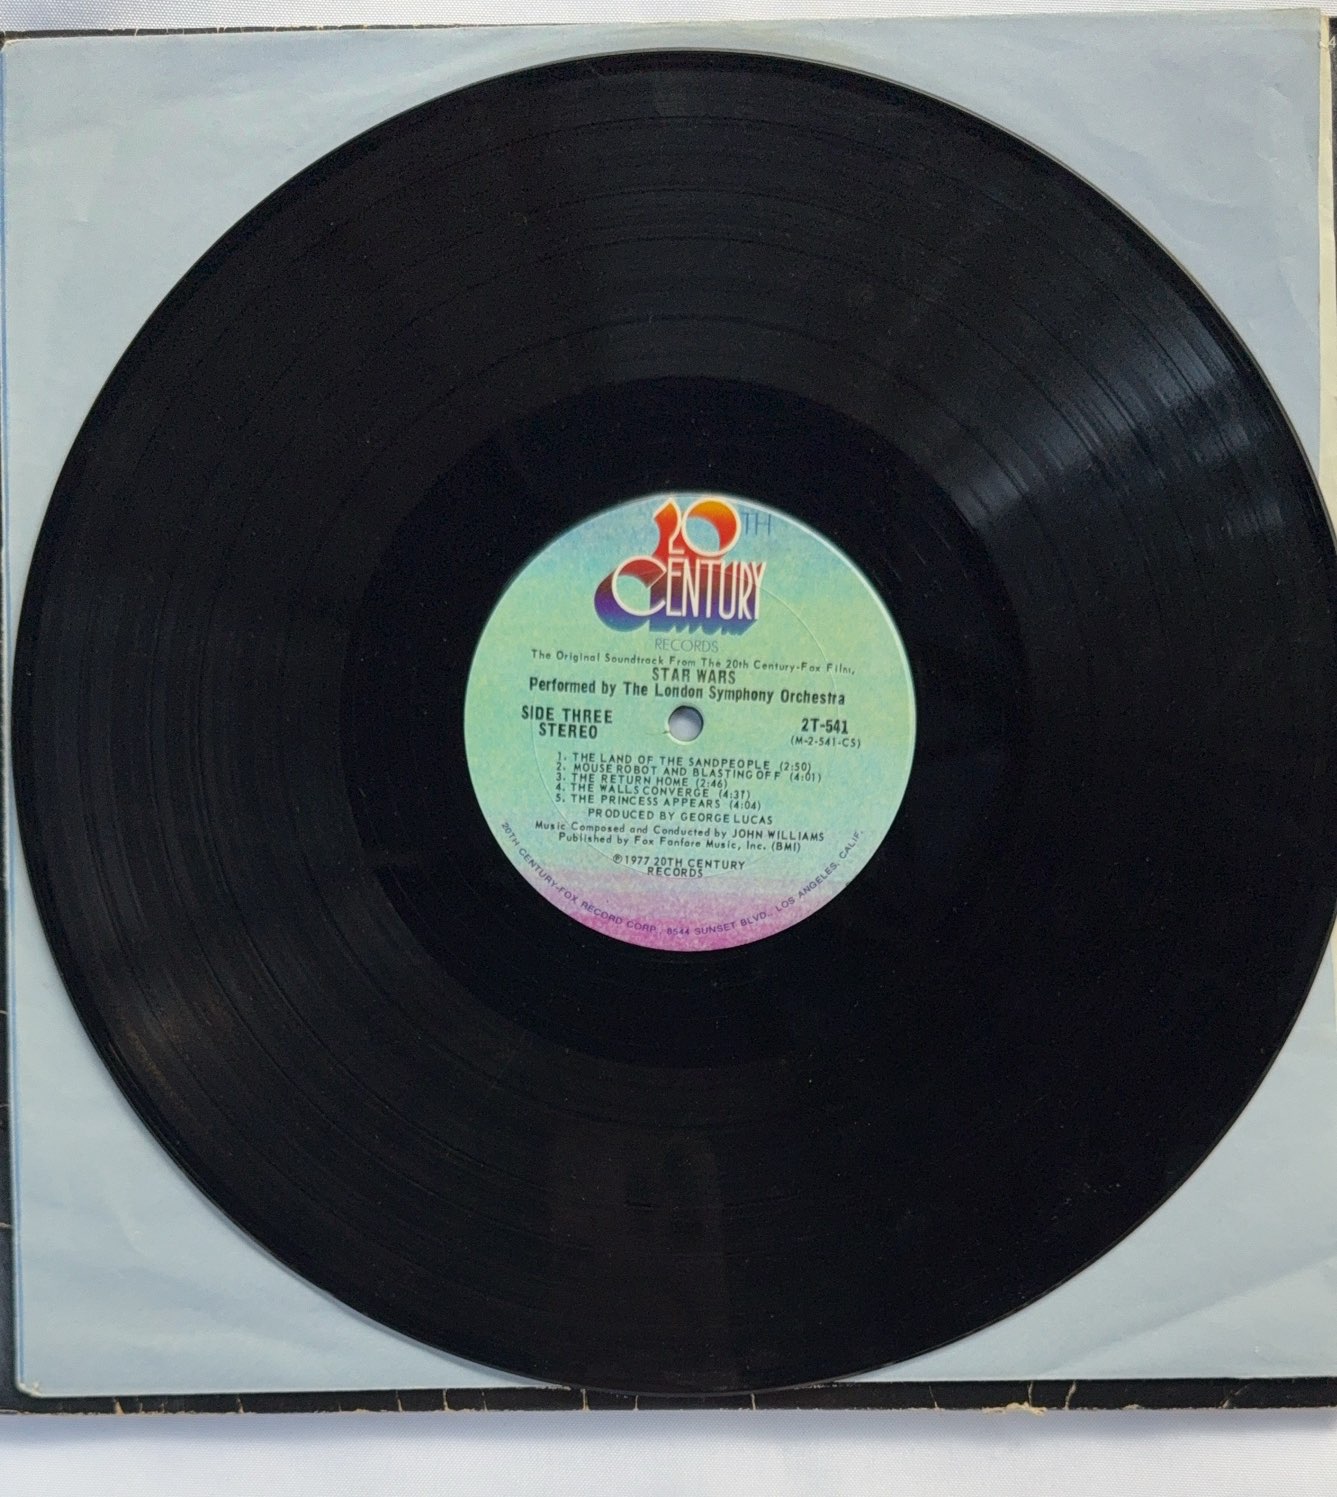 20TH
CENTURY
RECORDS
The Original Soundtrack From The 20th Century-Fox Film,
STAR WARS
Performed by The London Symphony Orchestra
SIDE THREE
STEREO
2T-541
(M-2-541-CS)
1. THE LAND OF THE SANDPEOPLE (2:50)
2. MOUSE ROBOT AND BLASTING OFF (4:01)
3. THE RETURN HOME (2:46)
4. THE WALLS CONVERGE (4:31)
5. THE PRINCESS APPEARS (4:04)
PRODUCED BY GEORGE LUCAS
Music Composed and Conducted by JOHN WILLIAMS
Published by Fox Fanfare Music, Inc. (BMI)
℗1977 20TH CENTURY
RECORDS
20TH CENTURY-FOX RECORD CORP., 8544 SUNSET BLVD., LOS ANGELES, CALIF.